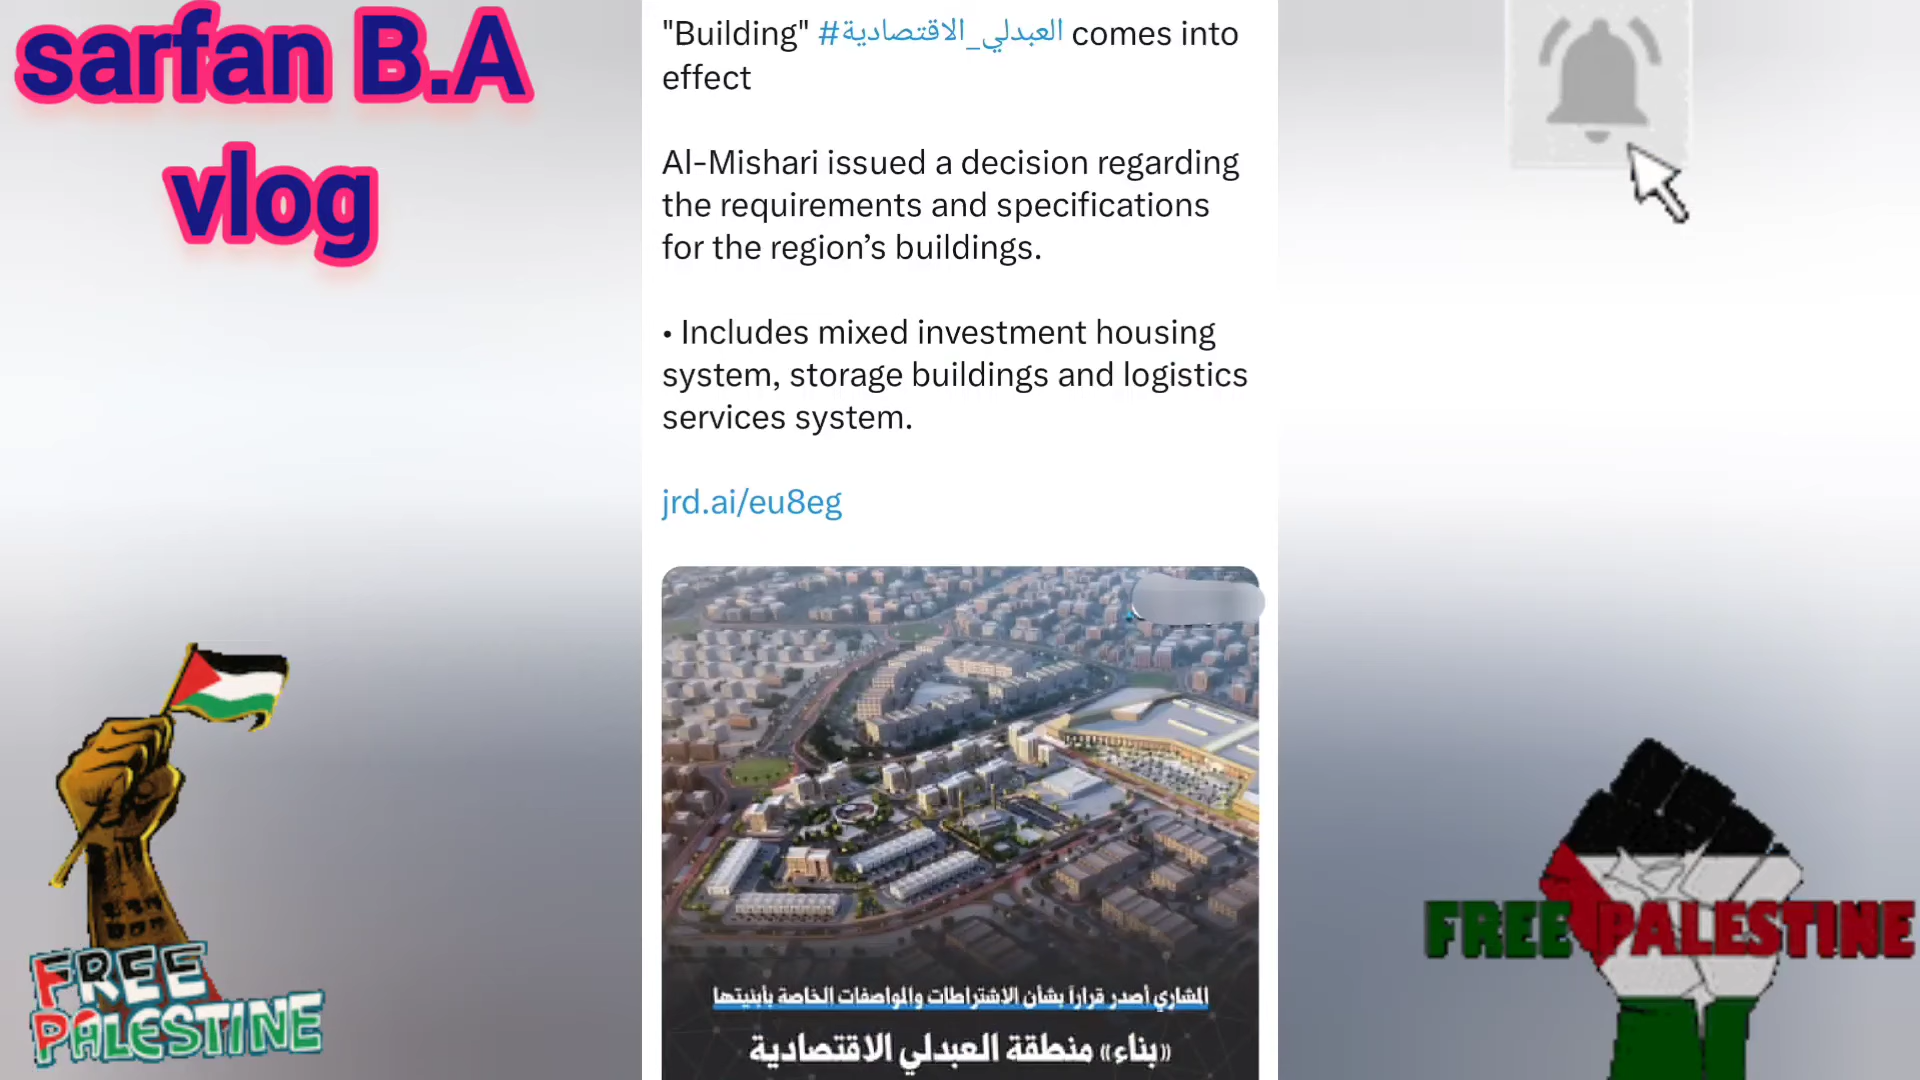 sarfan B.A
vlog
"Building" #العبدلي_الاقتصادية comes into
effect
Al-Mishari issued a decision regarding
the requirements and specifications
for the region’s buildings.
• Includes mixed investment housing
system, storage buildings and logistics
services system.
jrd.ai/eu8eg
المشاري أصدر قراراً بشأن الاشتراطات والمواصفات الخاصة بأبنيتها
«بناء» منطقة العبدلي الاقتصادية
FREE
PALESTINE
FREE PALESTINE